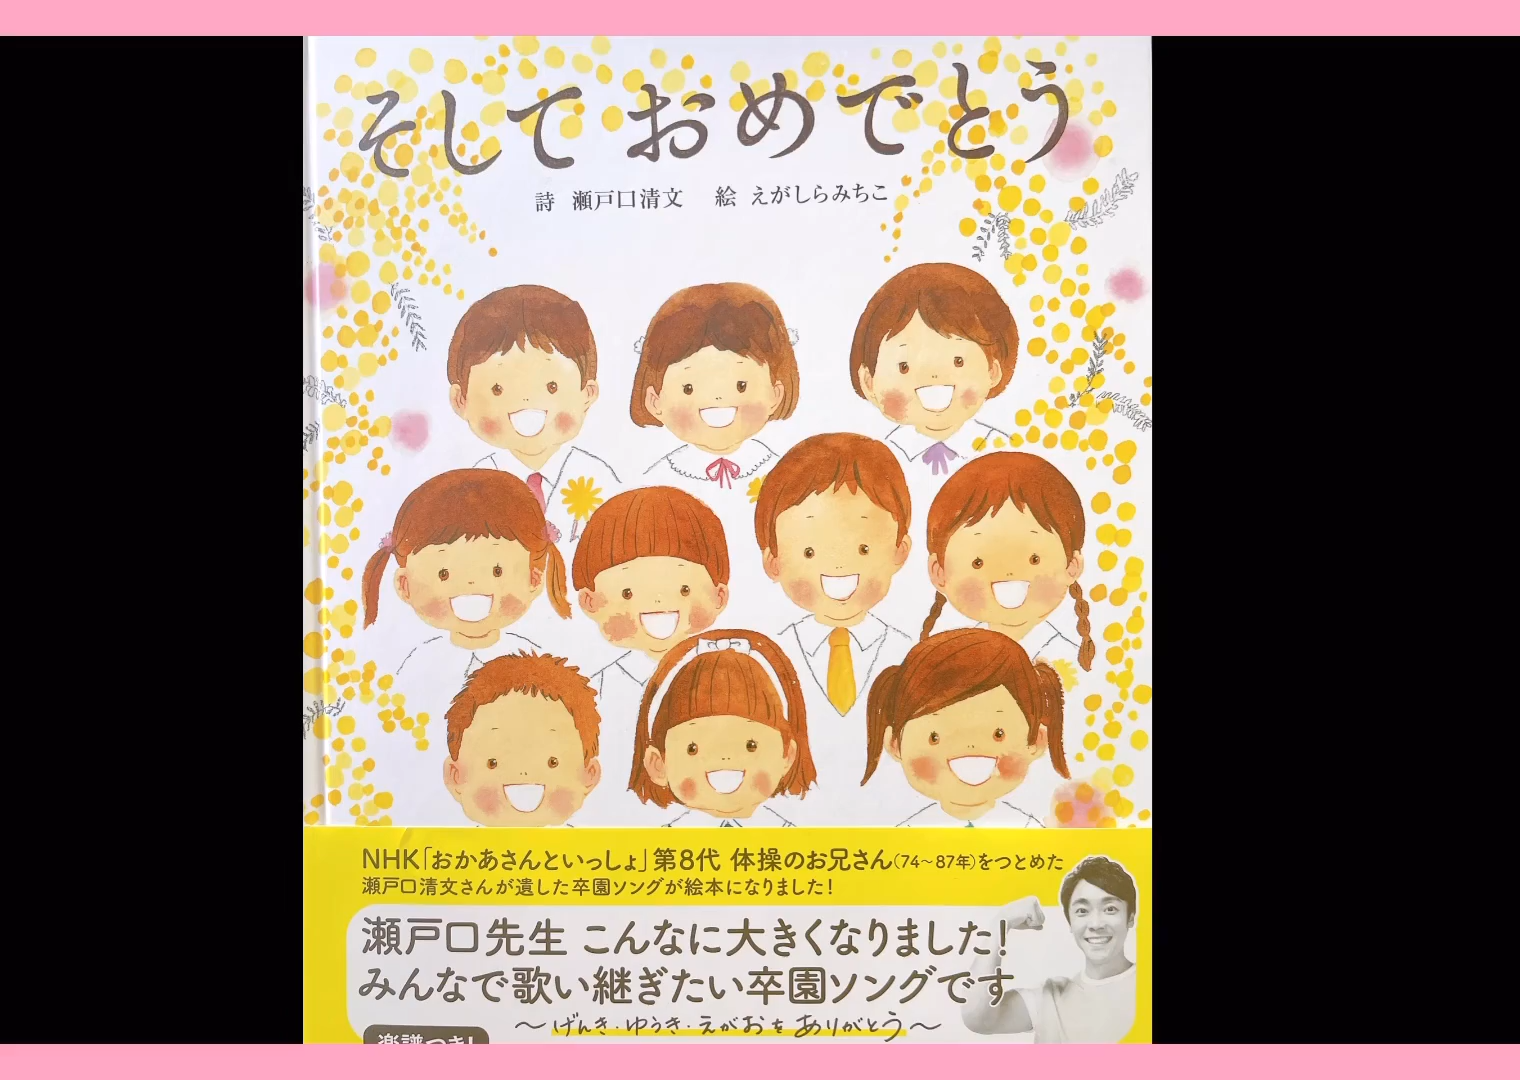 そして おめでとう
詩 瀬戸口清文 絵 えがしらみちこ
NHK「おかあさんといっしょ」第8代 体操のお兄さん(74~87年)をつとめた
瀬戸口清文さんが遺した卒園ソングが絵本になりました!
瀬戸口先生 こんなに大きくなりました!
みんなで歌い継ぎたい卒園ソングです
~げんき・ゆうき・えがおをありがとう~
楽譜つき!